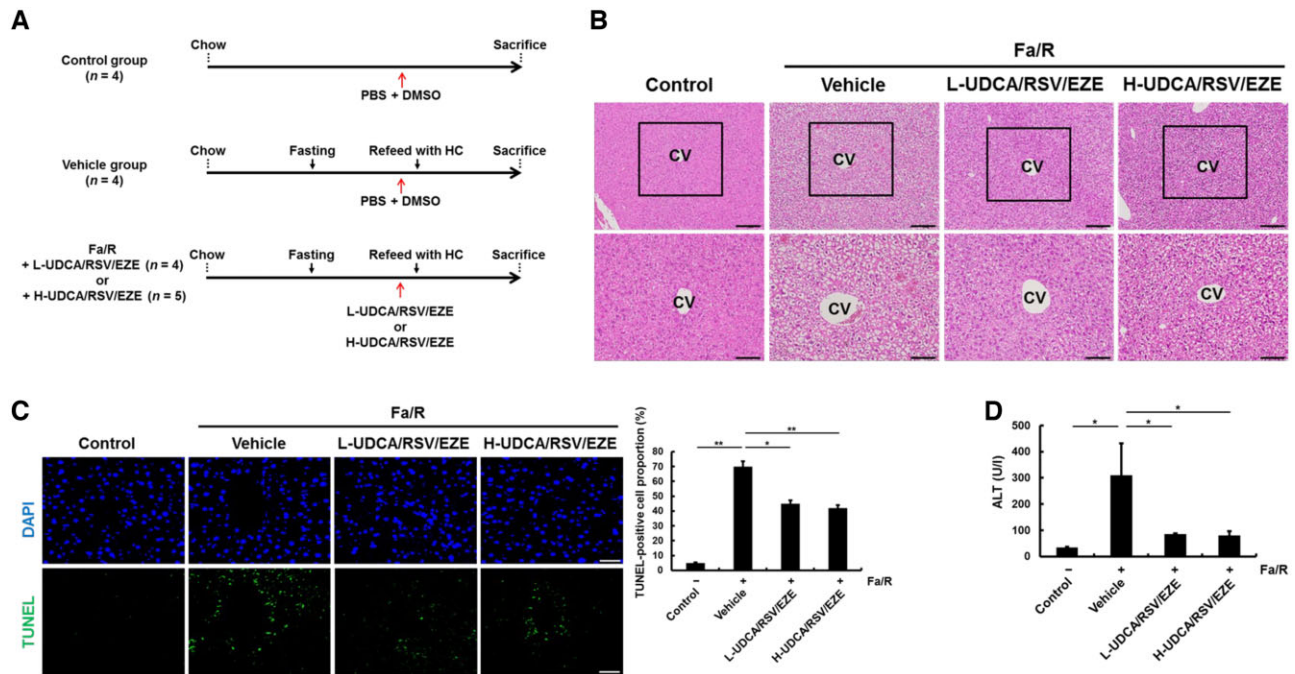 A
Chow
Sacrifice
Control group
(n = 4)
PBS + DMSO
Chow
Fasting
Refeed with HC
Sacrifice
Vehicle group
(n = 4)
PBS + DMSO
Fa/R
+ L-UDCA/RSV/EZE (n = 4)
or
+ H-UDCA/RSV/EZE (n = 5)
Chow
Fasting
Refeed with HC
Sacrifice
L-UDCA/RSV/EZE
or
H-UDCA/RSV/EZE
B
Fa/R
Control
Vehicle
L-UDCA/RSV/EZE
H-UDCA/RSV/EZE
CV
CV
CV
CV
CV
CV
CV
CV
C
Fa/R
Control
Vehicle
L-UDCA/RSV/EZE
H-UDCA/RSV/EZE
DAPI
TUNEL
TUNEL-positive cell proportion (%)
80
70
60
50
40
30
20
10
0
**
*
**
–
+
+
+
Fa/R
Control
Vehicle
L-UDCA/RSV/EZE
H-UDCA/RSV/EZE
D
ALT (U/l)
500
400
300
200
100
0
*
*
*
–
+
+
+
Fa/R
Control
Vehicle
L-UDCA/RSV/EZE
H-UDCA/RSV/EZE